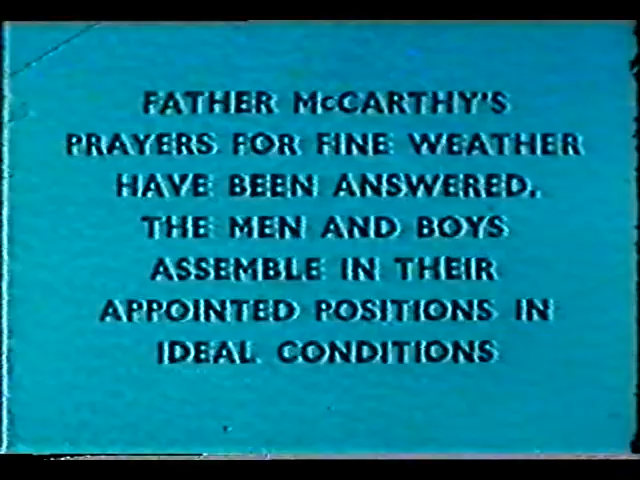 FATHER McCARTHY'S
PRAYERS FOR FINE WEATHER
HAVE BEEN ANSWERED.
THE MEN AND BOYS
ASSEMBLE IN THEIR
APPOINTED POSITIONS IN
IDEAL CONDITIONS